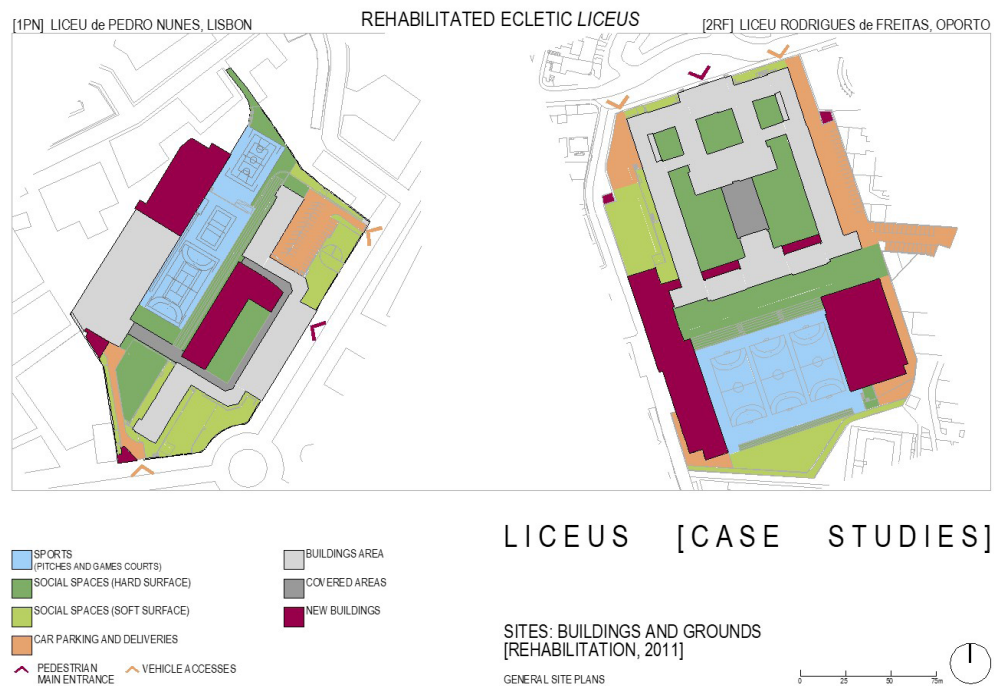 REHABILITATED ECLETIC LICEUS
[1PN] LICEU de PEDRO NUNES, LISBON
[2RF] LICEU RODRIGUES de FREITAS, OPORTO
SPORTS
(PITCHES AND GAMES COURTS)
SOCIAL SPACES (HARD SURFACE)
SOCIAL SPACES (SOFT SURFACE)
CAR PARKING AND DELIVERIES
PEDESTRIAN
MAIN ENTRANCE
VEHICLE ACCESSES
BUILDINGS AREA
COVERED AREAS
NEW BUILDINGS
LICEUS [CASE STUDIES]
SITES: BUILDINGS AND GROUNDS
[REHABILITATION, 2011]
GENERAL SITE PLANS
0 25 50 75m